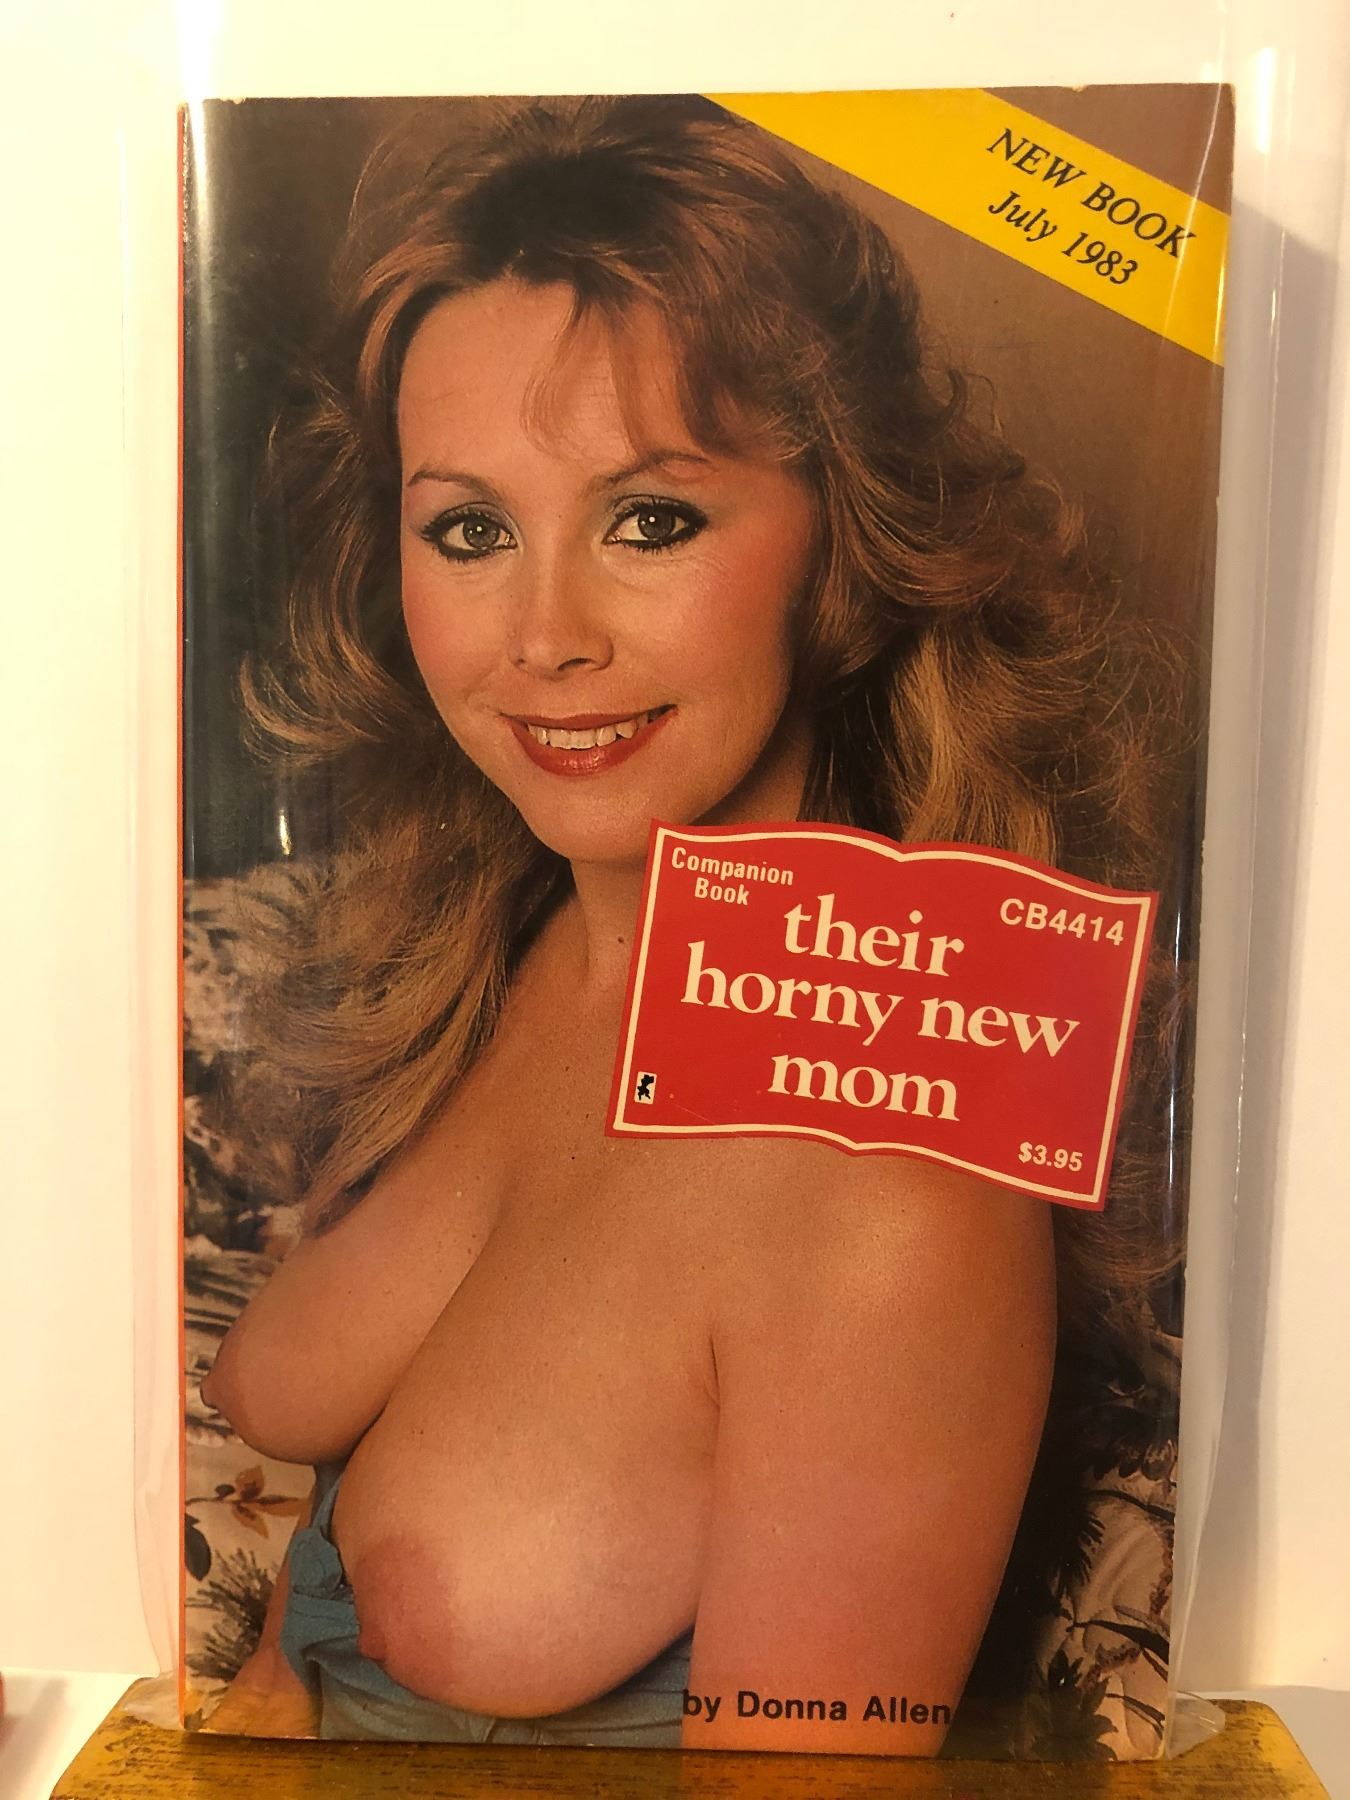 NEW BOOK
July 1983
Companion
Book
CB4414
their
horny new
mom
$3.95
by Donna Allen